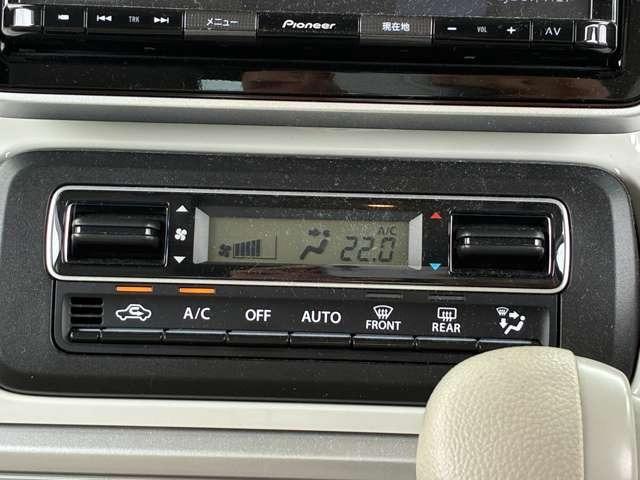 TRK メニュー Pioneer 現在地 − VOL + AV
A/C
22.0
A/C OFF AUTO FRONT REAR